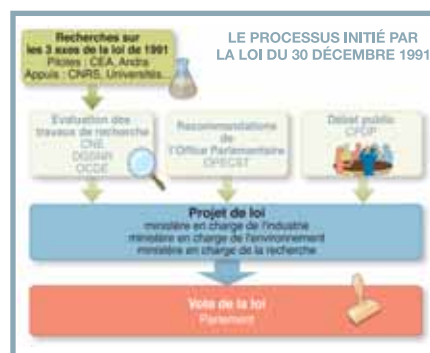 LE PROCESSUS INITIÉ PAR
LA LOI DU 30 DÉCEMBRE 1991
Recherches sur
les 3 axes de la loi de 1991
Pilotes : CEA, Andra
Appuis : CNRS, Universités...
Evaluation des
travaux de recherche
CNE
DGSNR
OCDE
Recommandations
de
l'Office Parlementaire
OPECST
Débat public
CPDP
Projet de loi
ministère en charge de l'industrie
ministère en charge de l'environnement
ministère en charge de la recherche
Vote de la loi
Parlement